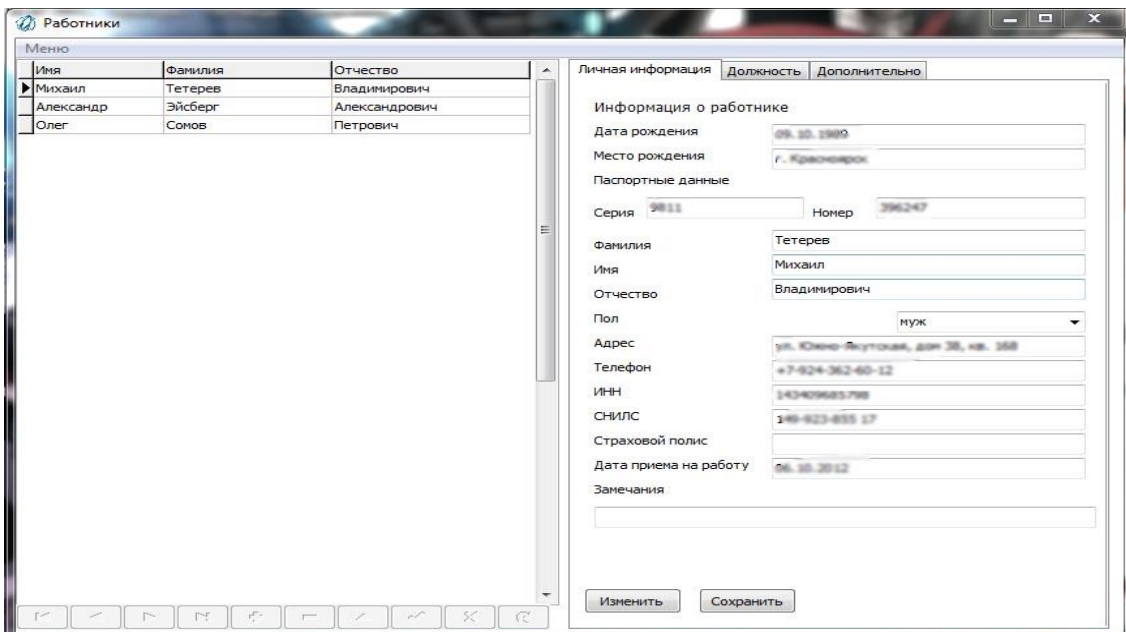 Работники
Меню
Имя Фамилия Отчество
Михаил Тетерев Владимирович
Александр Эйсберг Александрович
Олег Сомов Петрович
Личная информация Должность Дополнительно
Информация о работнике
Дата рождения
Место рождения
Паспортные данные
Серия Номер
Фамилия Тетерев
Имя Михаил
Отчество Владимирович
Пол муж
Адрес
Телефон
ИНН
СНИЛС
Страховой полис
Дата приема на работу
Замечания
Изменить Сохранить